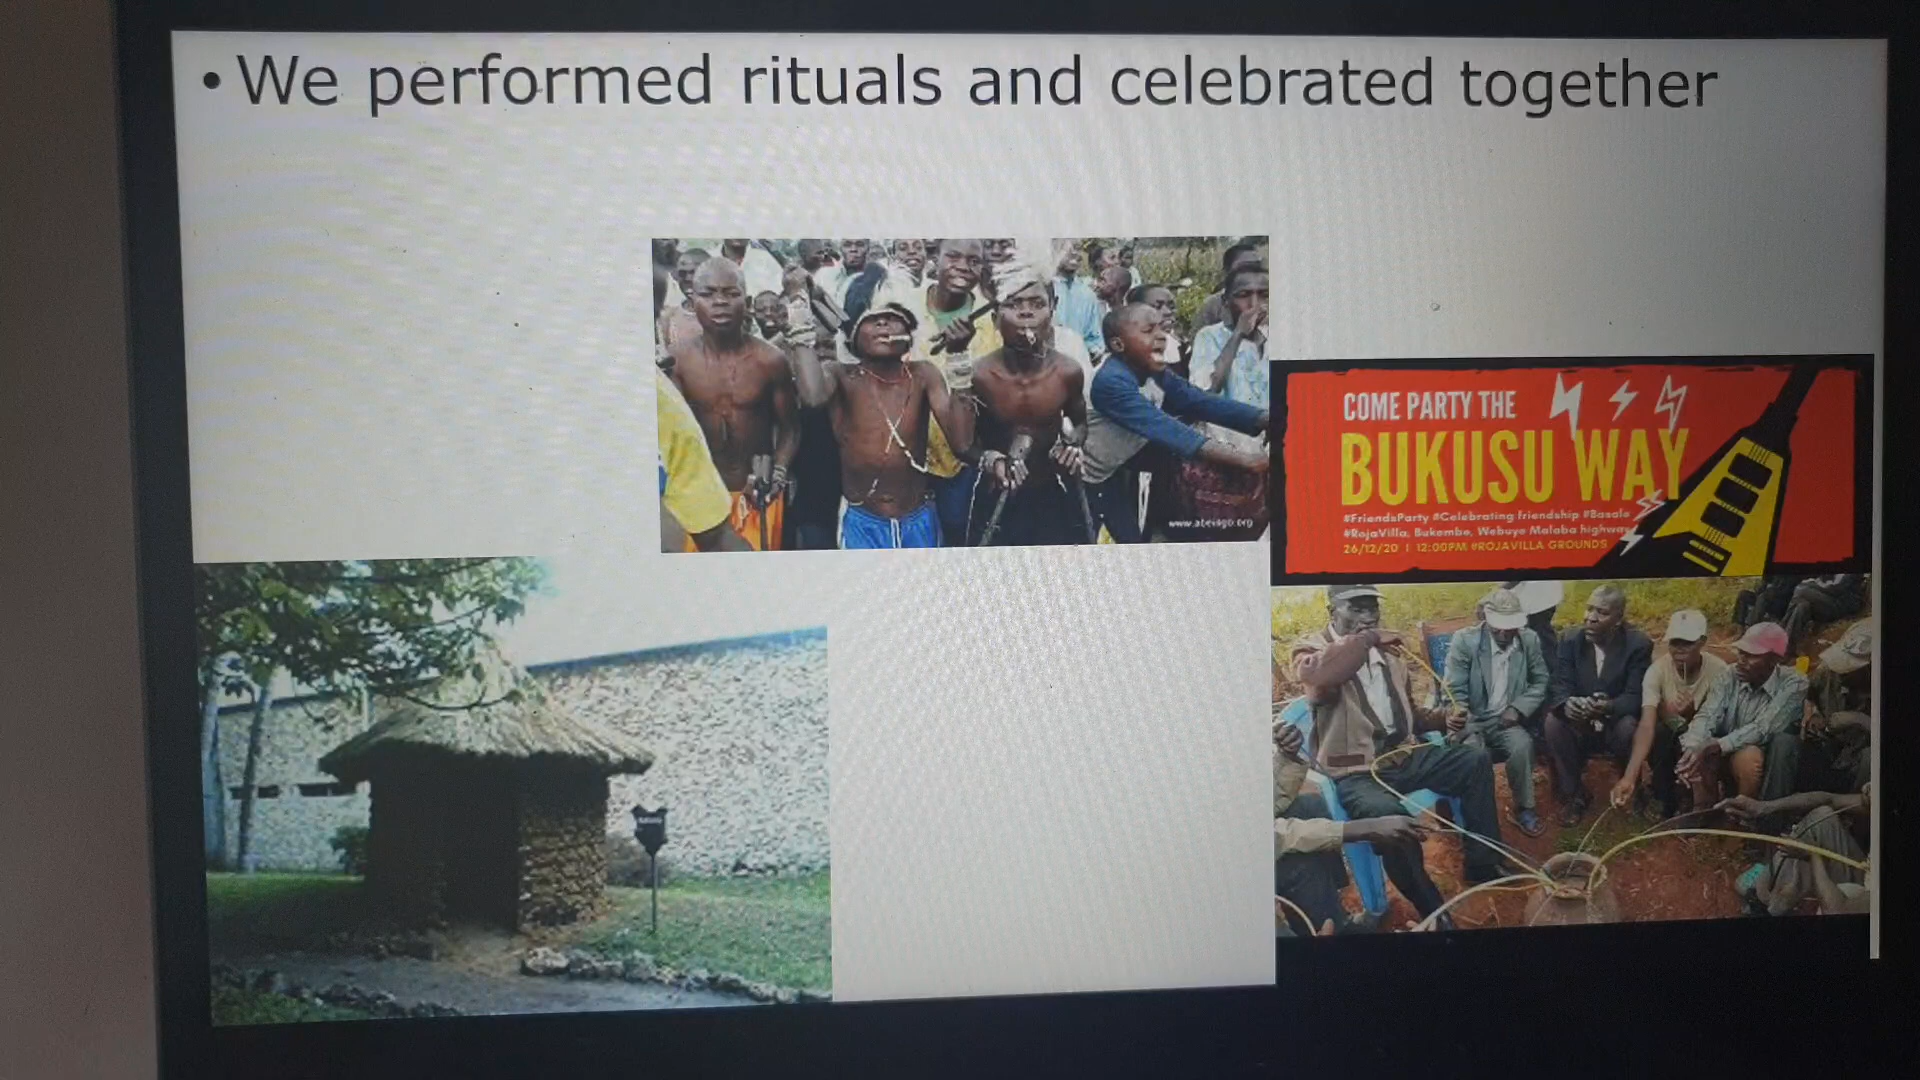 • We performed rituals and celebrated together
www.abeingo.org
COME PARTY THE
BUKUSU WAY
#FriendsParty #Celebrating friendship #Basale
#RojaVilla, Bukembe, Webuye Malaba highway
26/12/20 | 12:00PM #ROJAVILLA GROUNDS